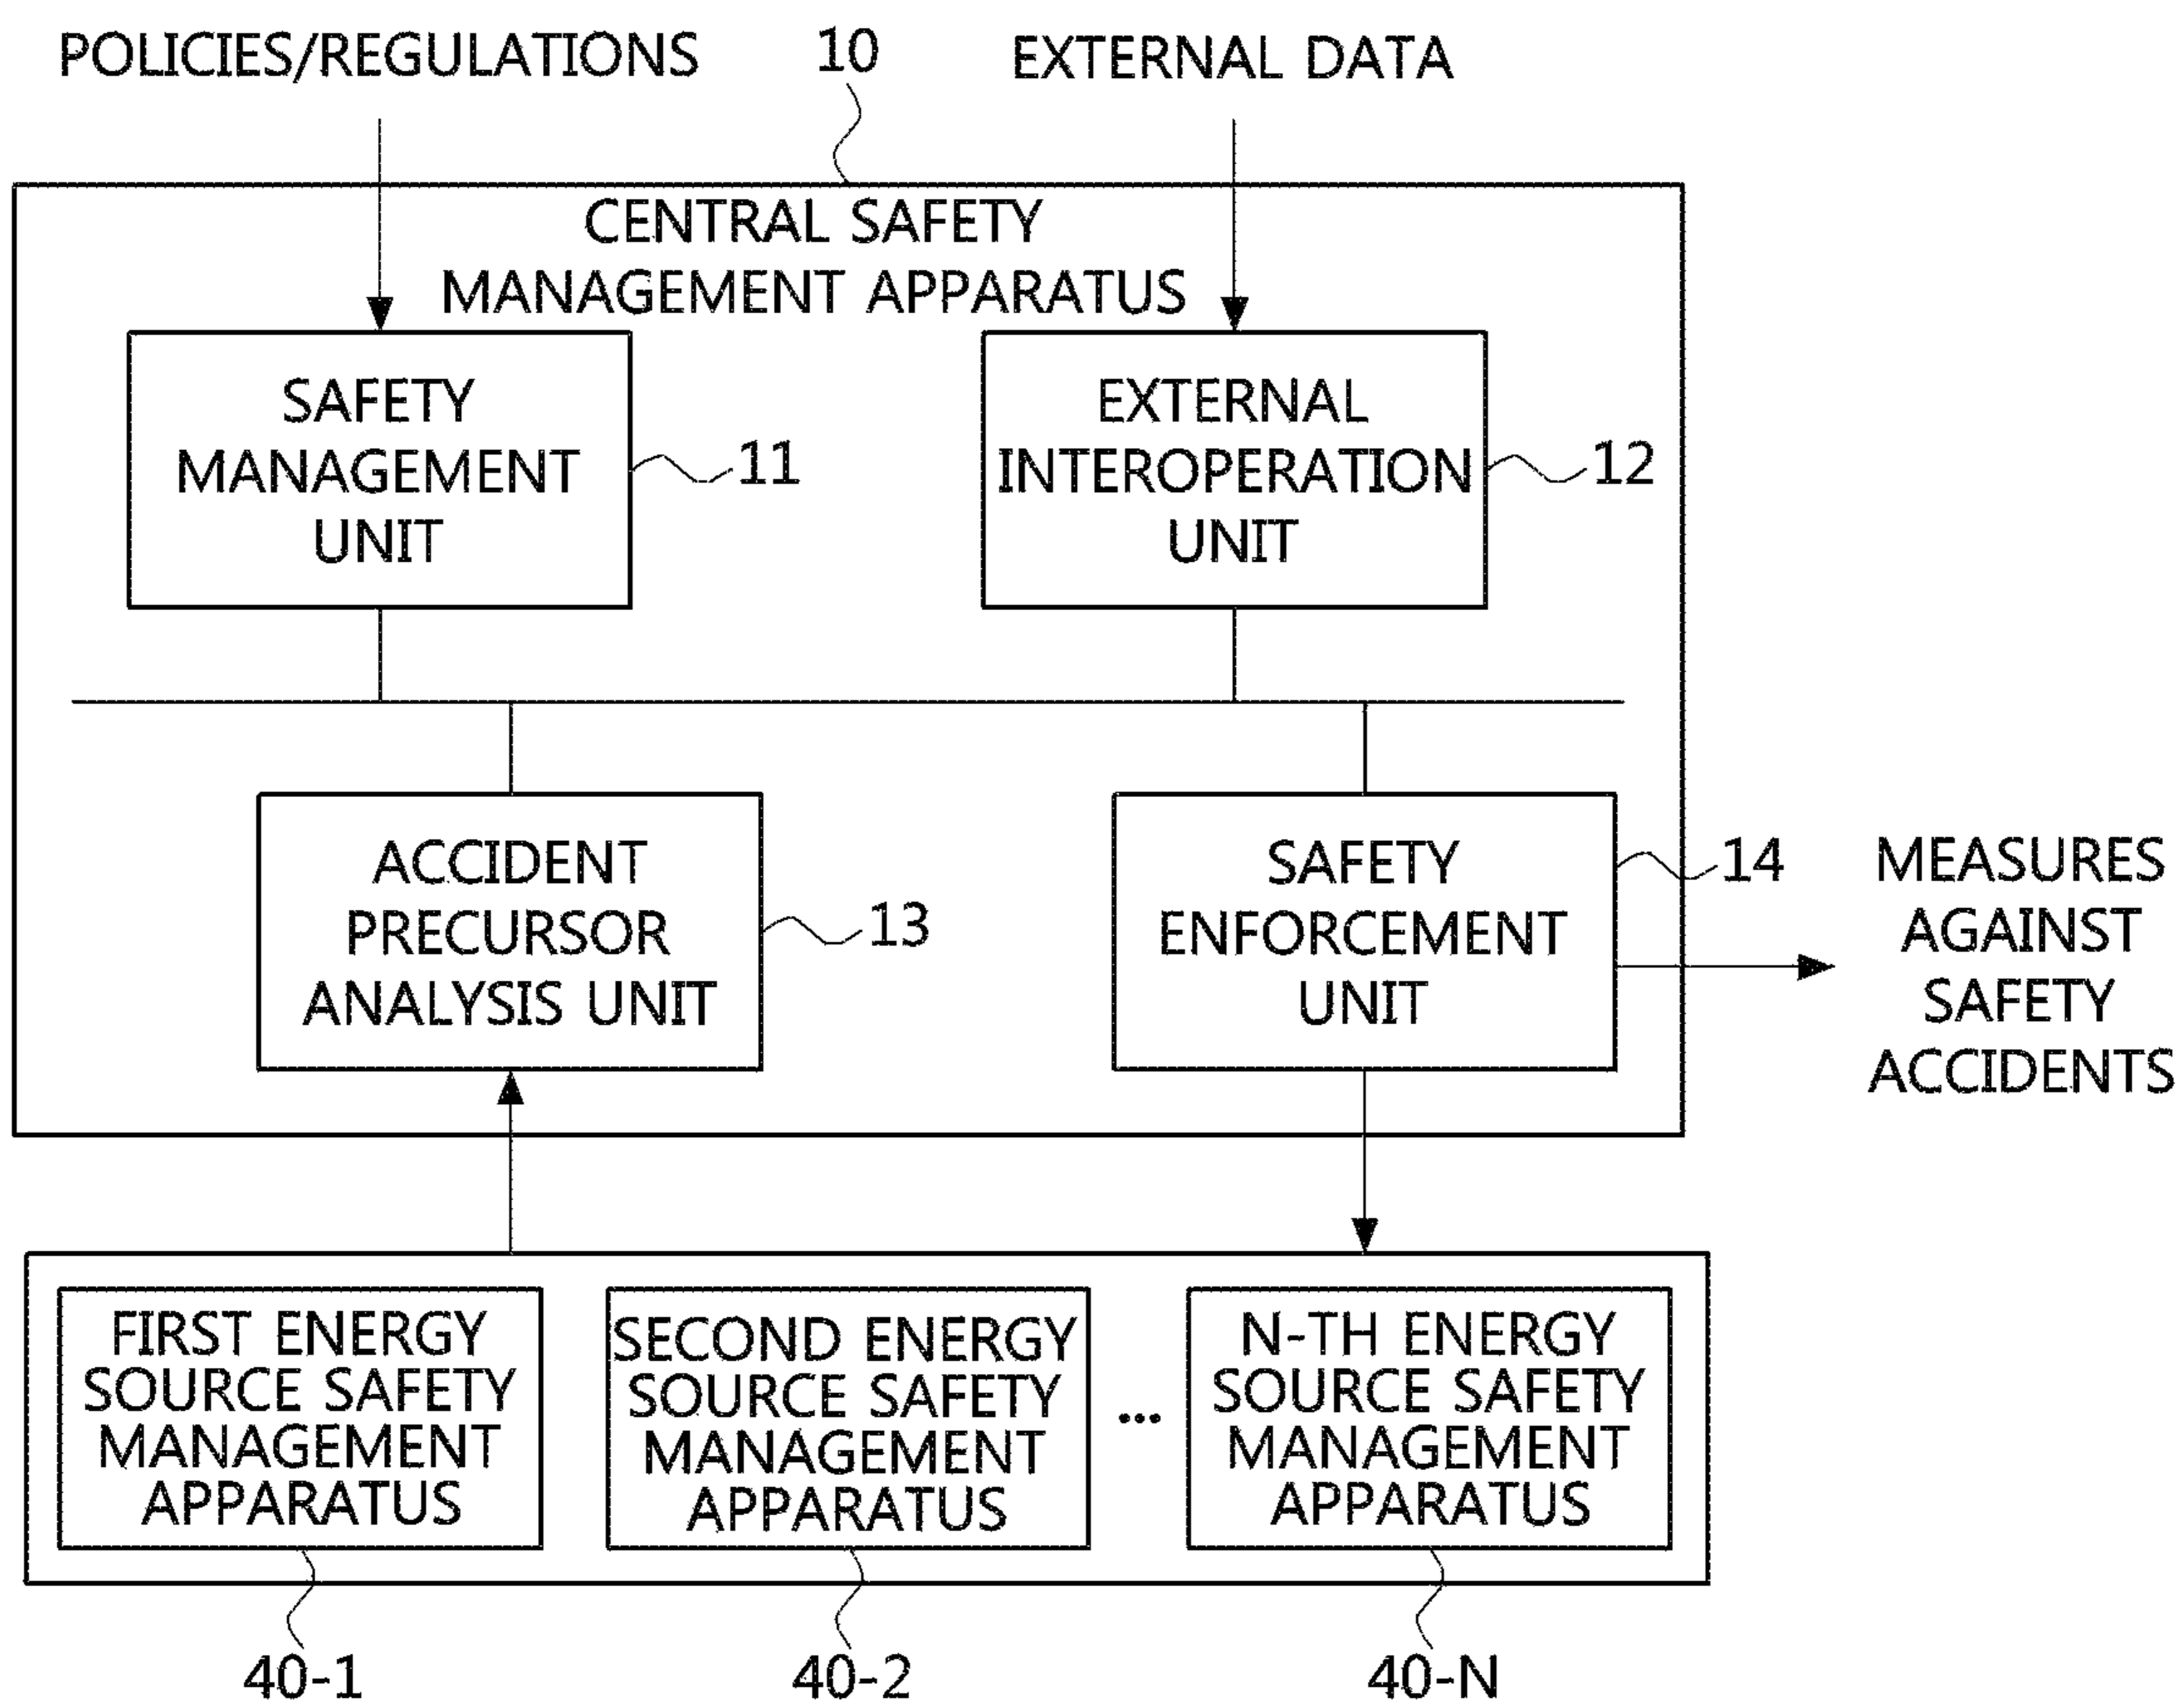 POLICIES/REGULATIONS
10
EXTERNAL DATA
CENTRAL SAFETY
MANAGEMENT APPARATUS
SAFETY
MANAGEMENT
UNIT
11
EXTERNAL
INTEROPERATION
UNIT
12
ACCIDENT
PRECURSOR
ANALYSIS UNIT
13
SAFETY
ENFORCEMENT
UNIT
14
MEASURES
AGAINST
SAFETY
ACCIDENTS
FIRST ENERGY
SOURCE SAFETY
MANAGEMENT
APPARATUS
SECOND ENERGY
SOURCE SAFETY
MANAGEMENT
APPARATUS
...
N-TH ENERGY
SOURCE SAFETY
MANAGEMENT
APPARATUS
40-1
40-2
40-N